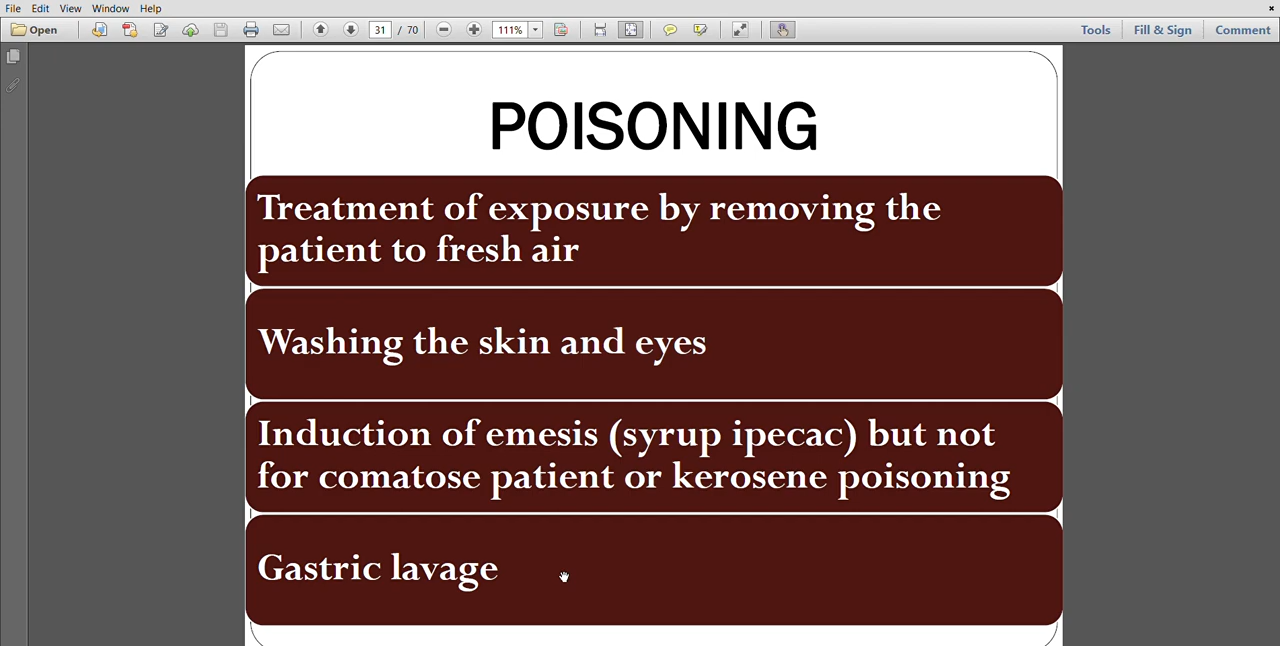 File Edit View Window Help
Open 31 / 70 111% Tools Fill & Sign Comment
POISONING
Treatment of exposure by removing the
patient to fresh air
Washing the skin and eyes
Induction of emesis (syrup ipecac) but not
for comatose patient or kerosene poisoning
Gastric lavage